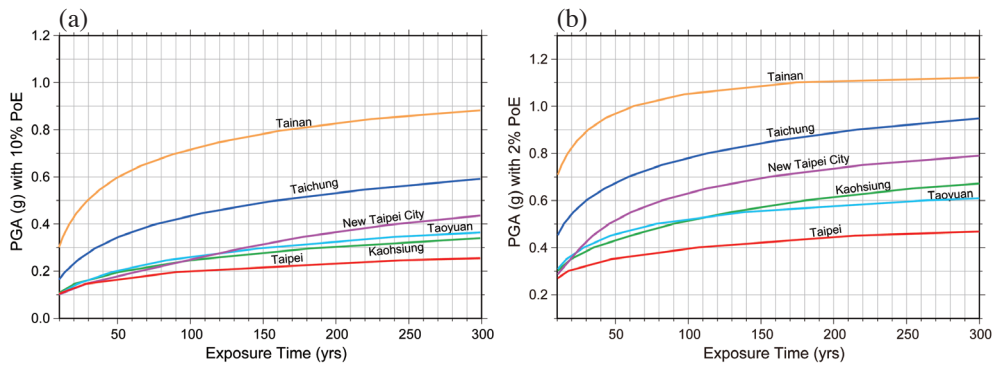 (a)
PGA (g) with 10% PoE
1.2
1.0
0.8
0.6
0.4
0.2
0.0
Tainan
Taichung
New Taipei City
Taoyuan
Kaohsiung
Taipei
50
100
150
200
250
300
Exposure Time (yrs)
(b)
PGA (g) with 2% PoE
1.2
1.0
0.8
0.6
0.4
0.2
Tainan
Taichung
New Taipei City
Kaohsiung
Taoyuan
Taipei
50
100
150
200
250
300
Exposure Time (yrs)